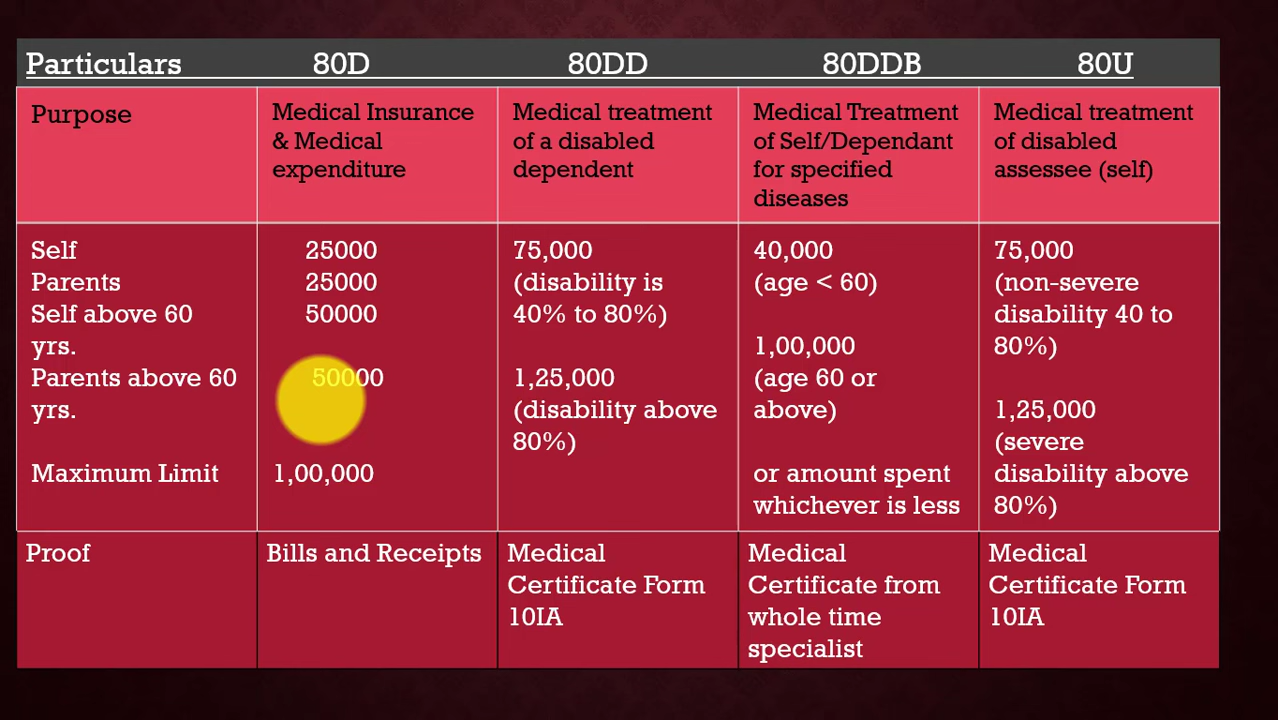 Particulars 80D 80DD 80DDB 80U
Purpose
Medical Insurance
& Medical
expenditure
Medical treatment
of a disabled
dependent
Medical Treatment
of Self/Dependant
for specified
diseases
Medical treatment
of disabled
assessee (self)
Self
Parents
Self above 60
yrs.
Parents above 60
yrs.
Maximum Limit
25000
25000
50000
50000
1,00,000
75,000
(disability is
40% to 80%)
1,25,000
(disability above
80%)
40,000
(age < 60)
1,00,000
(age 60 or
above)
or amount spent
whichever is less
75,000
(non-severe
disability 40 to
80%)
1,25,000
(severe
disability above
80%)
Proof
Bills and Receipts
Medical
Certificate Form
10IA
Medical
Certificate from
whole time
specialist
Medical
Certificate Form
10IA